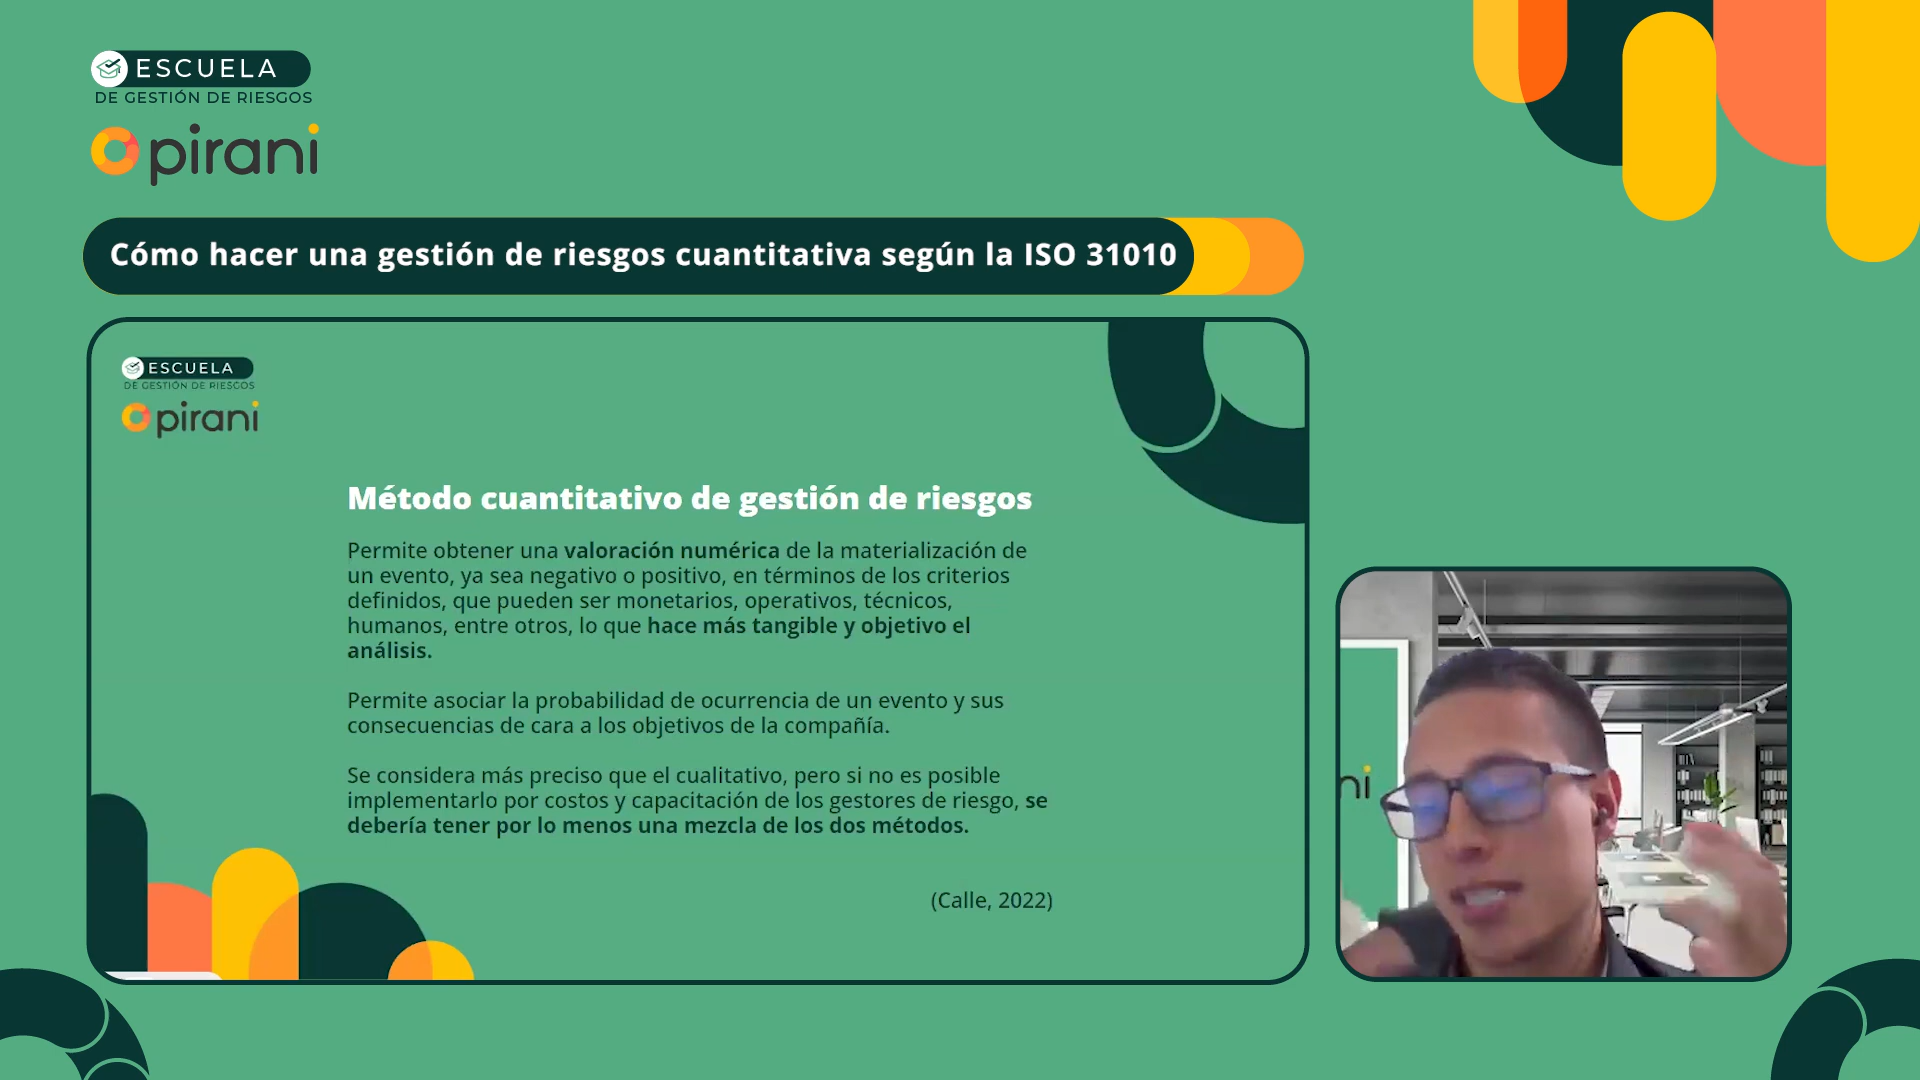 ESCUELA
DE GESTIÓN DE RIESGOS
pirani
Cómo hacer una gestión de riesgos cuantitativa según la ISO 31010
ESCUELA
DE GESTIÓN DE RIESGOS
pirani
Método cuantitativo de gestión de riesgos
Permite obtener una valoración numérica de la materialización de
un evento, ya sea negativo o positivo, en términos de los criterios
definidos, que pueden ser monetarios, operativos, técnicos,
humanos, entre otros, lo que hace más tangible y objetivo el
análisis.
Permite asociar la probabilidad de ocurrencia de un evento y sus
consecuencias de cara a los objetivos de la compañía.
Se considera más preciso que el cualitativo, pero si no es posible
implementarlo por costos y capacitación de los gestores de riesgo, se
debería tener por lo menos una mezcla de los dos métodos.
(Calle, 2022)
ni